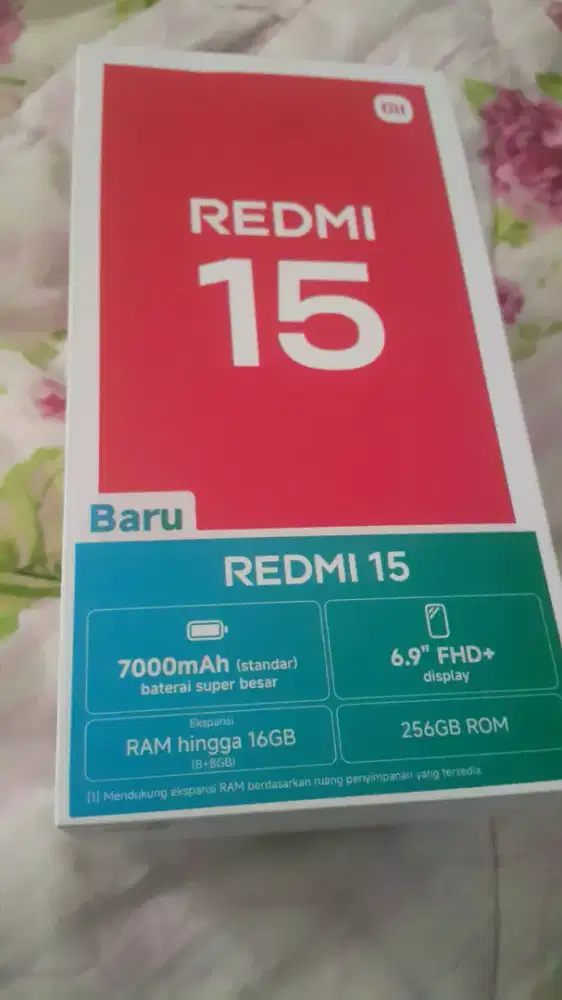 mi
REDMI
15
Baru
REDMI 15
7000mAh (standar)
baterai super besar
6.9" FHD+
display
Ekspansi
RAM hingga 16GB
(8+8GB)
256GB ROM
[1] Mendukung ekspansi RAM berdasarkan ruang penyimpanan yang tersedia